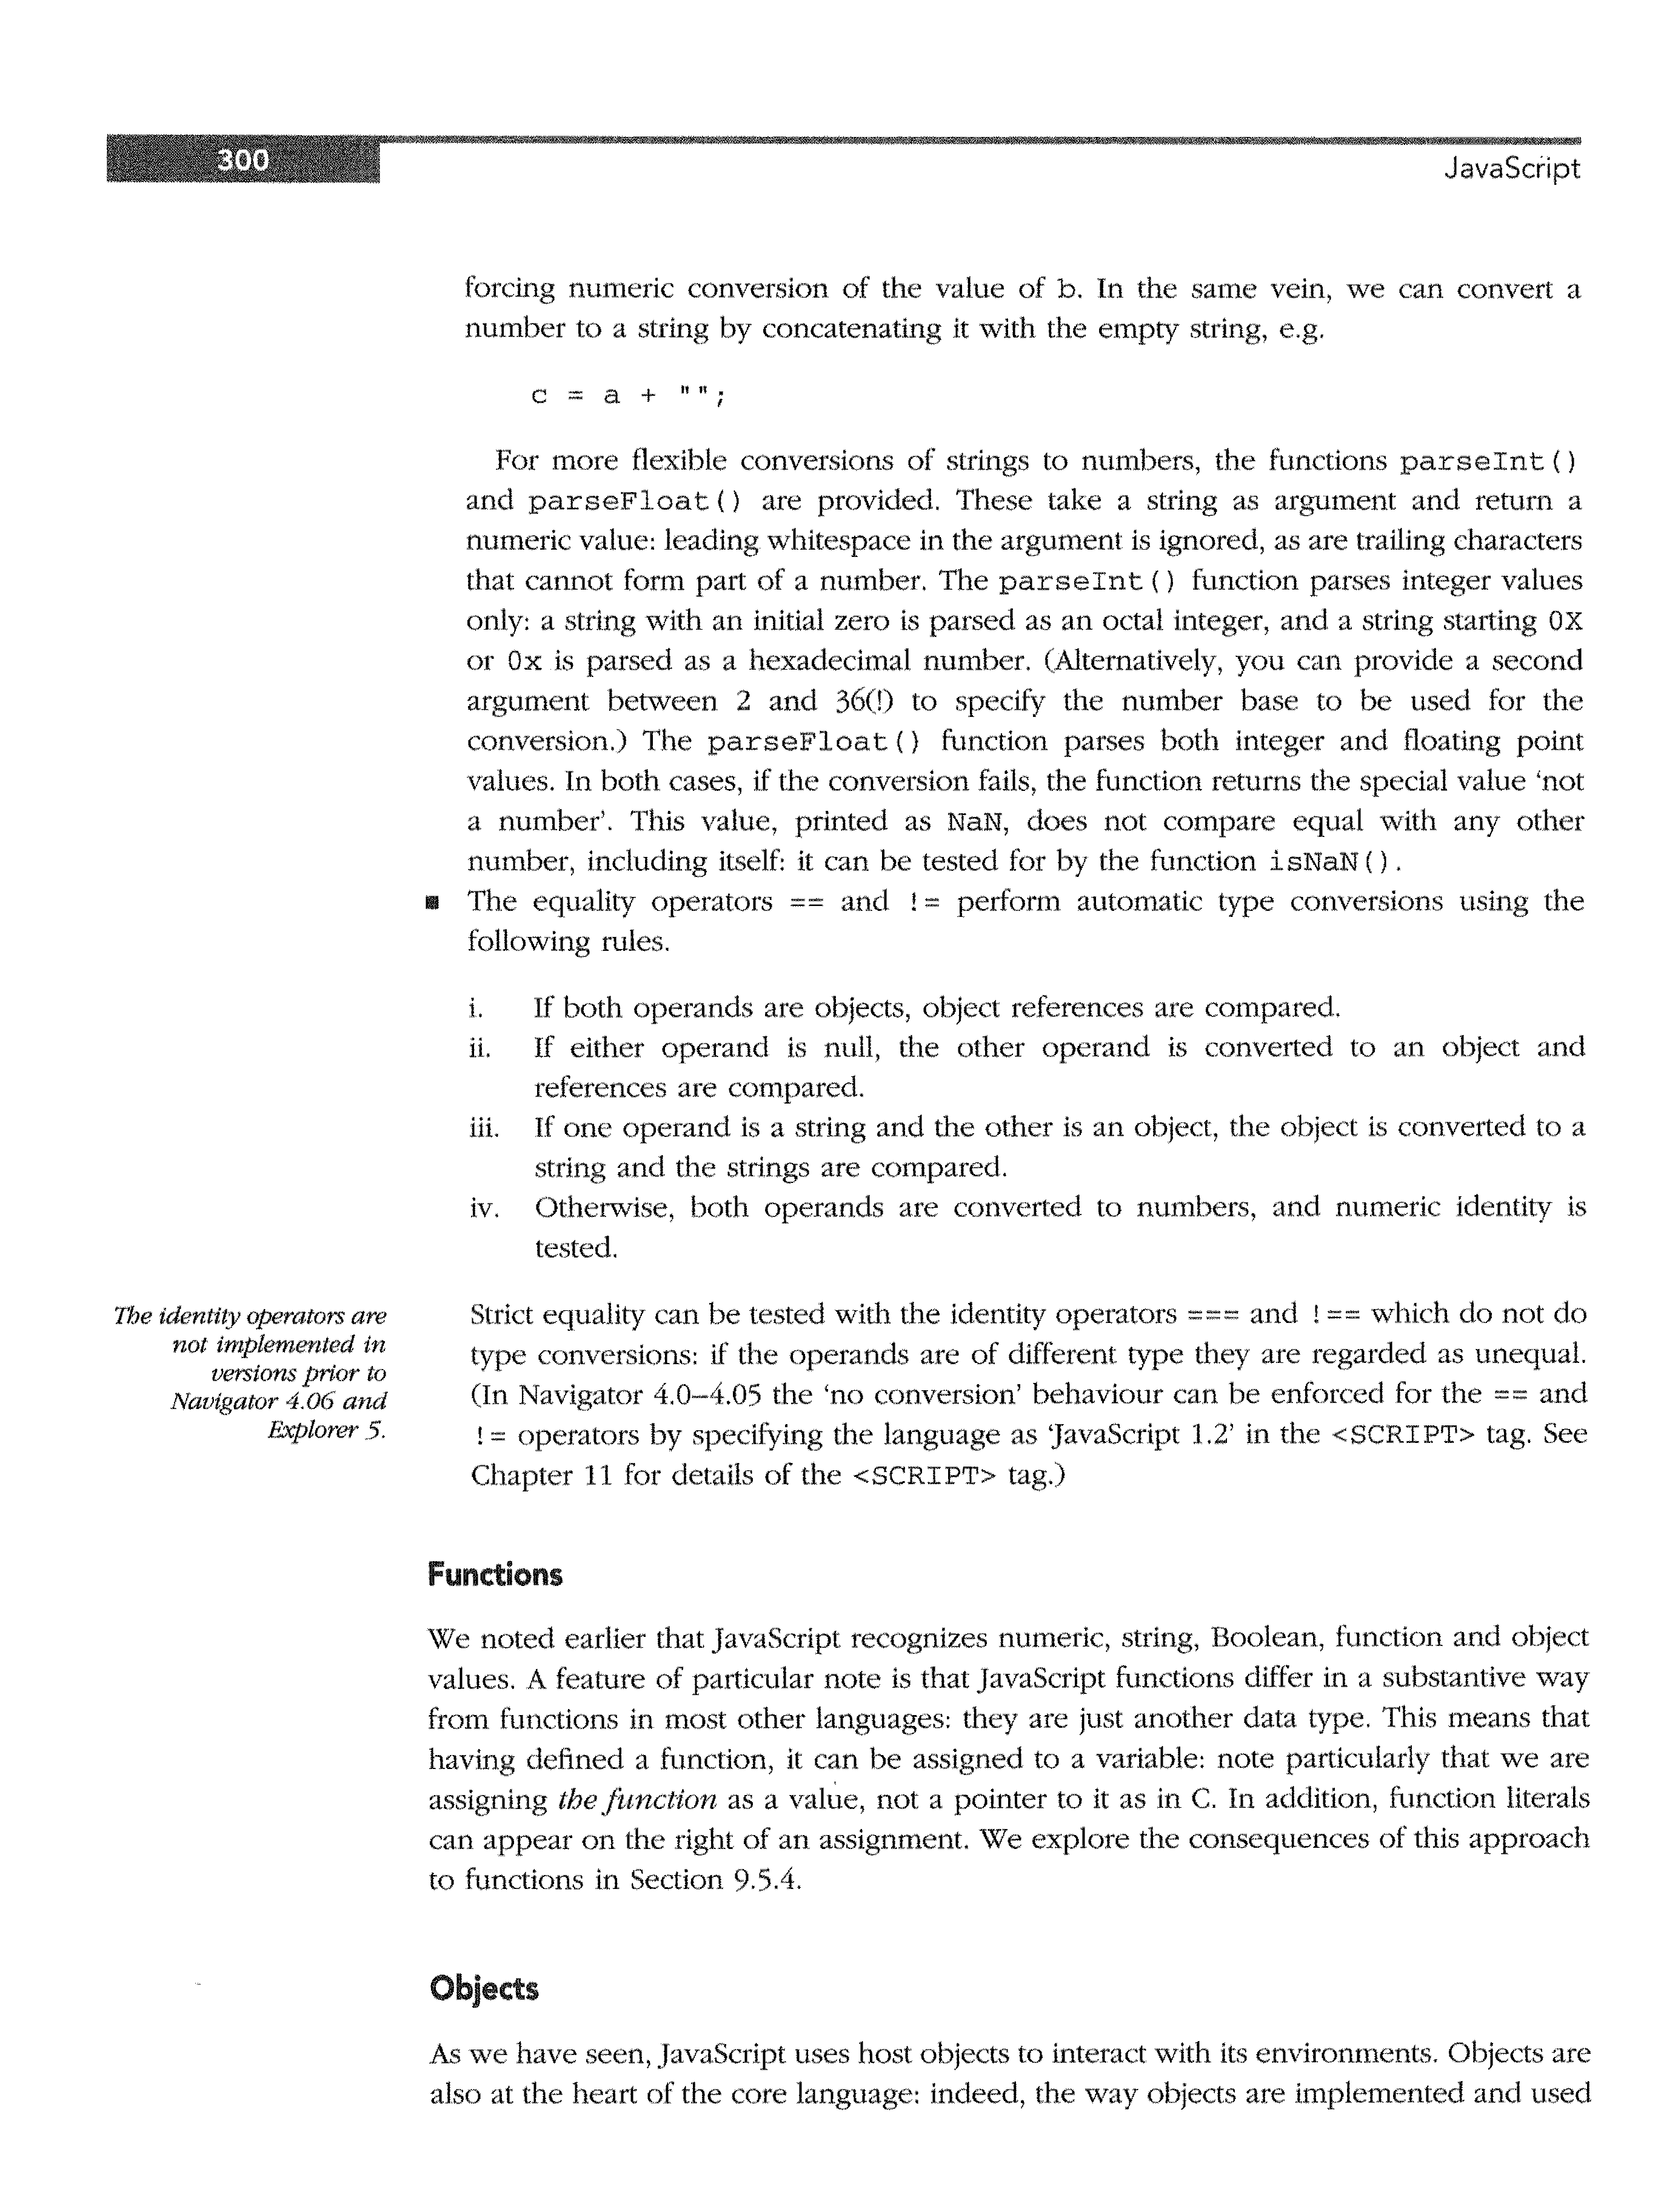 300
JavaScript
forcing numeric conversion of the value of b. In the same vein, we can convert a
number to a string by concatenating it with the empty string, e.g.
c = a + "";
For more flexible conversions of strings to numbers, the functions parseInt()
and parseFloat() are provided. These take a string as argument and return a
numeric value: leading whitespace in the argument is ignored, as are trailing characters
that cannot form part of a number. The parseInt() function parses integer values
only: a string with an initial zero is parsed as an octal integer, and a string starting 0X
or 0x is parsed as a hexadecimal number. (Alternatively, you can provide a second
argument between 2 and 36(!) to specify the number base to be used for the
conversion.) The parseFloat() function parses both integer and floating point
values. In both cases, if the conversion fails, the function returns the special value ‘not
a number’. This value, printed as NaN, does not compare equal with any other
number, including itself: it can be tested for by the function isNaN().
■ The equality operators == and != perform automatic type conversions using the
following rules.
i. If both operands are objects, object references are compared.
ii. If either operand is null, the other operand is converted to an object and
references are compared.
iii. If one operand is a string and the other is an object, the object is converted to a
string and the strings are compared.
iv. Otherwise, both operands are converted to numbers, and numeric identity is
tested.
The identity operators are
not implemented in
versions prior to
Navigator 4.06 and
Explorer 5.
Strict equality can be tested with the identity operators === and !== which do not do
type conversions: if the operands are of different type they are regarded as unequal.
(In Navigator 4.0–4.05 the ‘no conversion’ behaviour can be enforced for the == and
!= operators by specifying the language as ‘JavaScript 1.2’ in the <SCRIPT> tag. See
Chapter 11 for details of the <SCRIPT> tag.)
Functions
We noted earlier that JavaScript recognizes numeric, string, Boolean, function and object
values. A feature of particular note is that JavaScript functions differ in a substantive way
from functions in most other languages: they are just another data type. This means that
having defined a function, it can be assigned to a variable: note particularly that we are
assigning the function as a value, not a pointer to it as in C. In addition, function literals
can appear on the right of an assignment. We explore the consequences of this approach
to functions in Section 9.5.4.
Objects
As we have seen, JavaScript uses host objects to interact with its environments. Objects are
also at the heart of the core language: indeed, the way objects are implemented and used